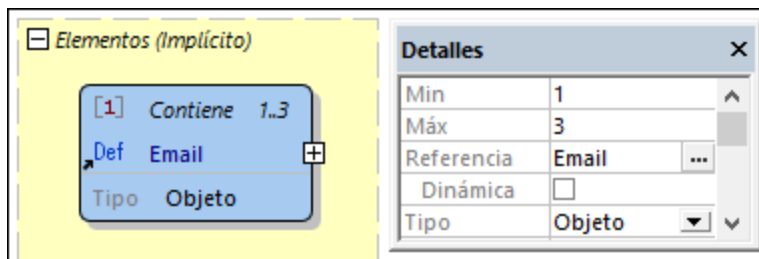 Elementos (Implícito)
[1] Contiene 1..3
Def Email
Tipo Objeto
Detalles
Min 1
Máx 3
Referencia Email ...
Dinámica
Tipo Objeto